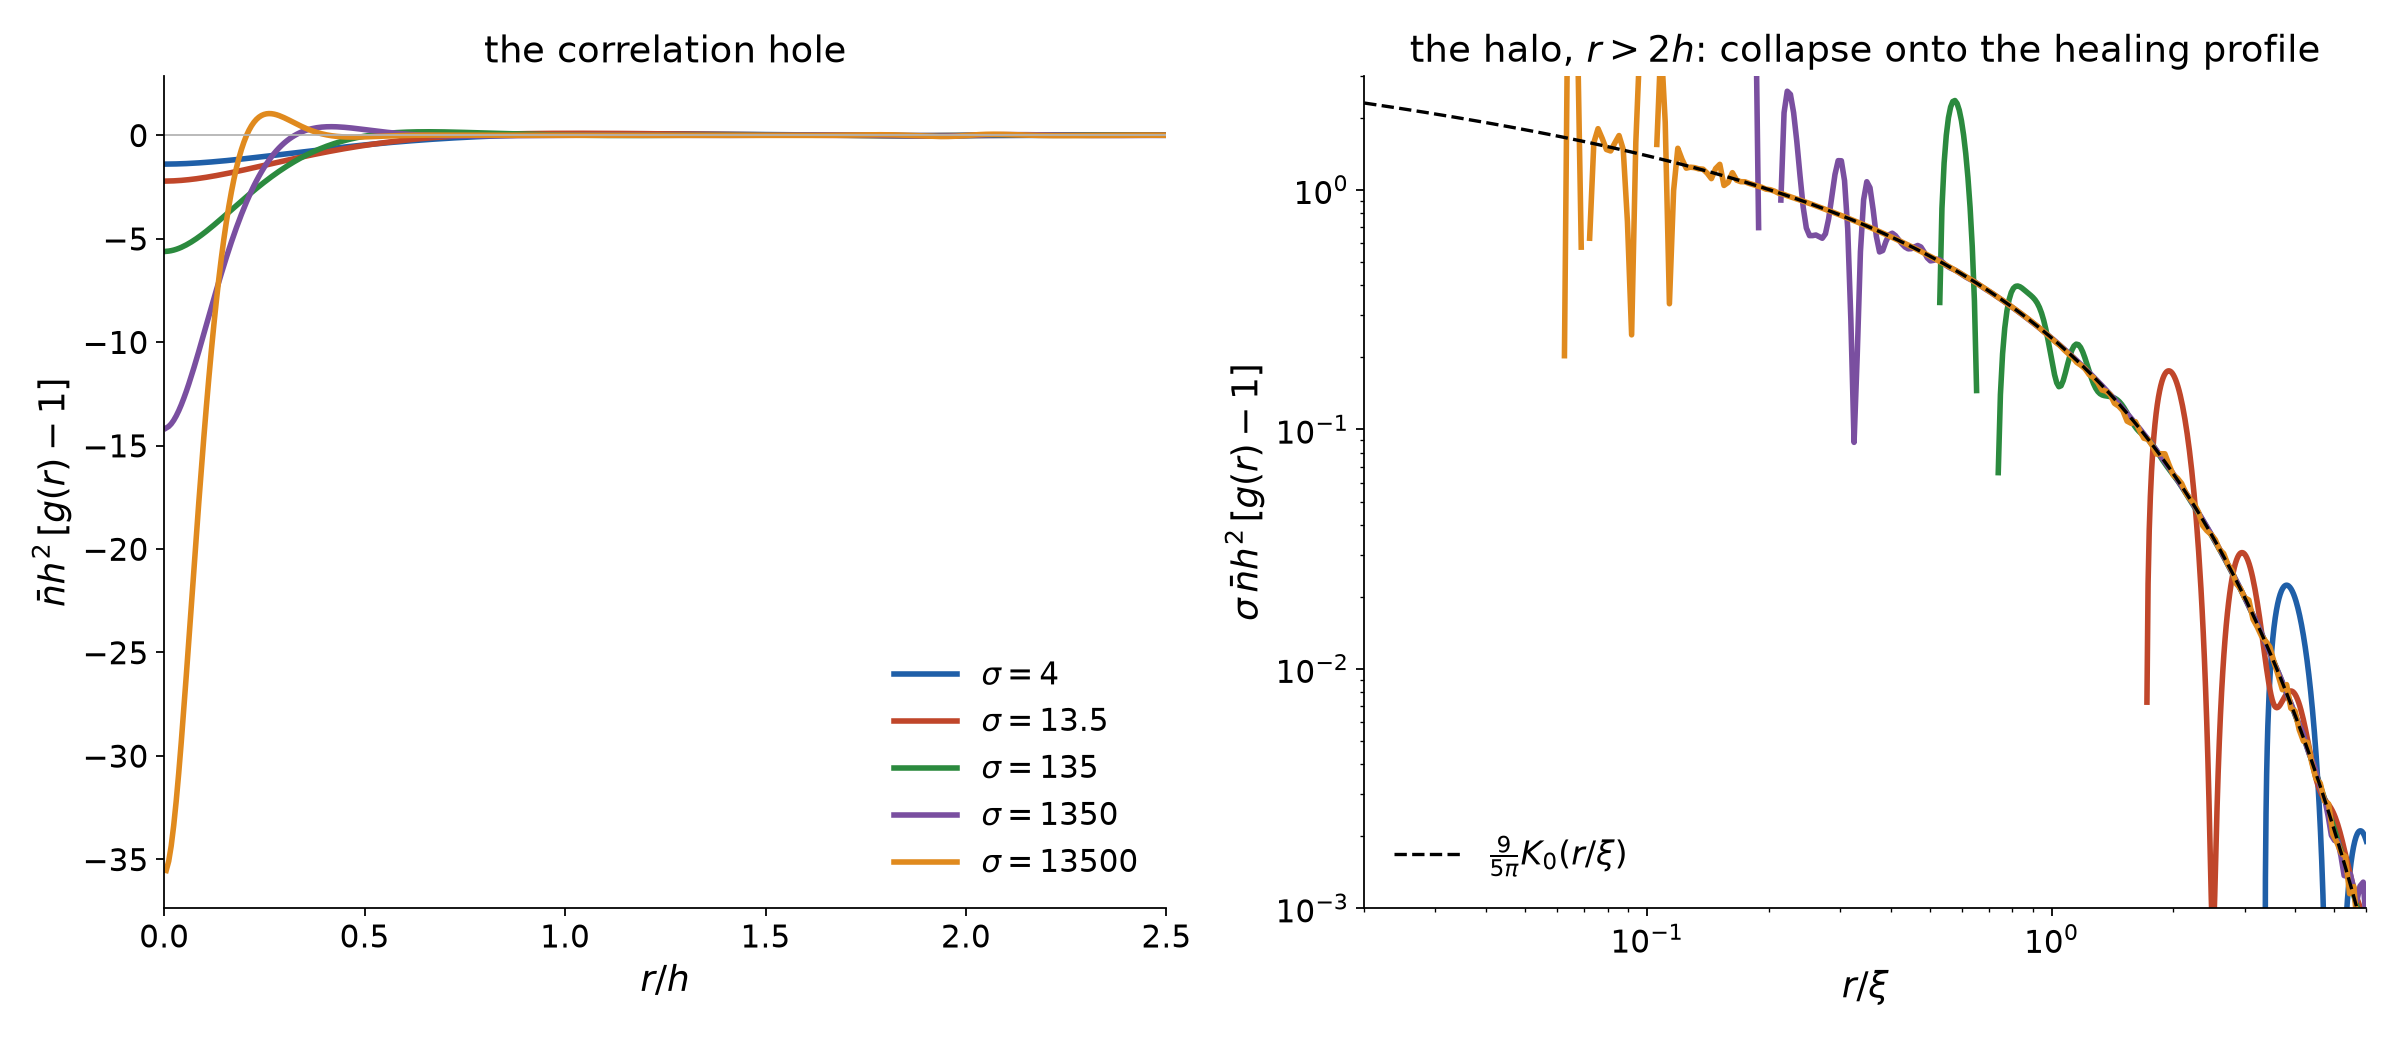 the correlation hole
n̄h² [g(r) − 1]
0
−5
−10
−15
−20
−25
−30
−35
σ = 4
σ = 13.5
σ = 135
σ = 1350
σ = 13500
0.0 0.5 1.0 1.5 2.0 2.5
r/h
the halo, r > 2h: collapse onto the healing profile
σ n̄h² [g(r) − 1]
10⁰
10⁻¹
10⁻²
10⁻³
9/5π K₀(r/ξ)
10⁻¹ 10⁰
r/ξ